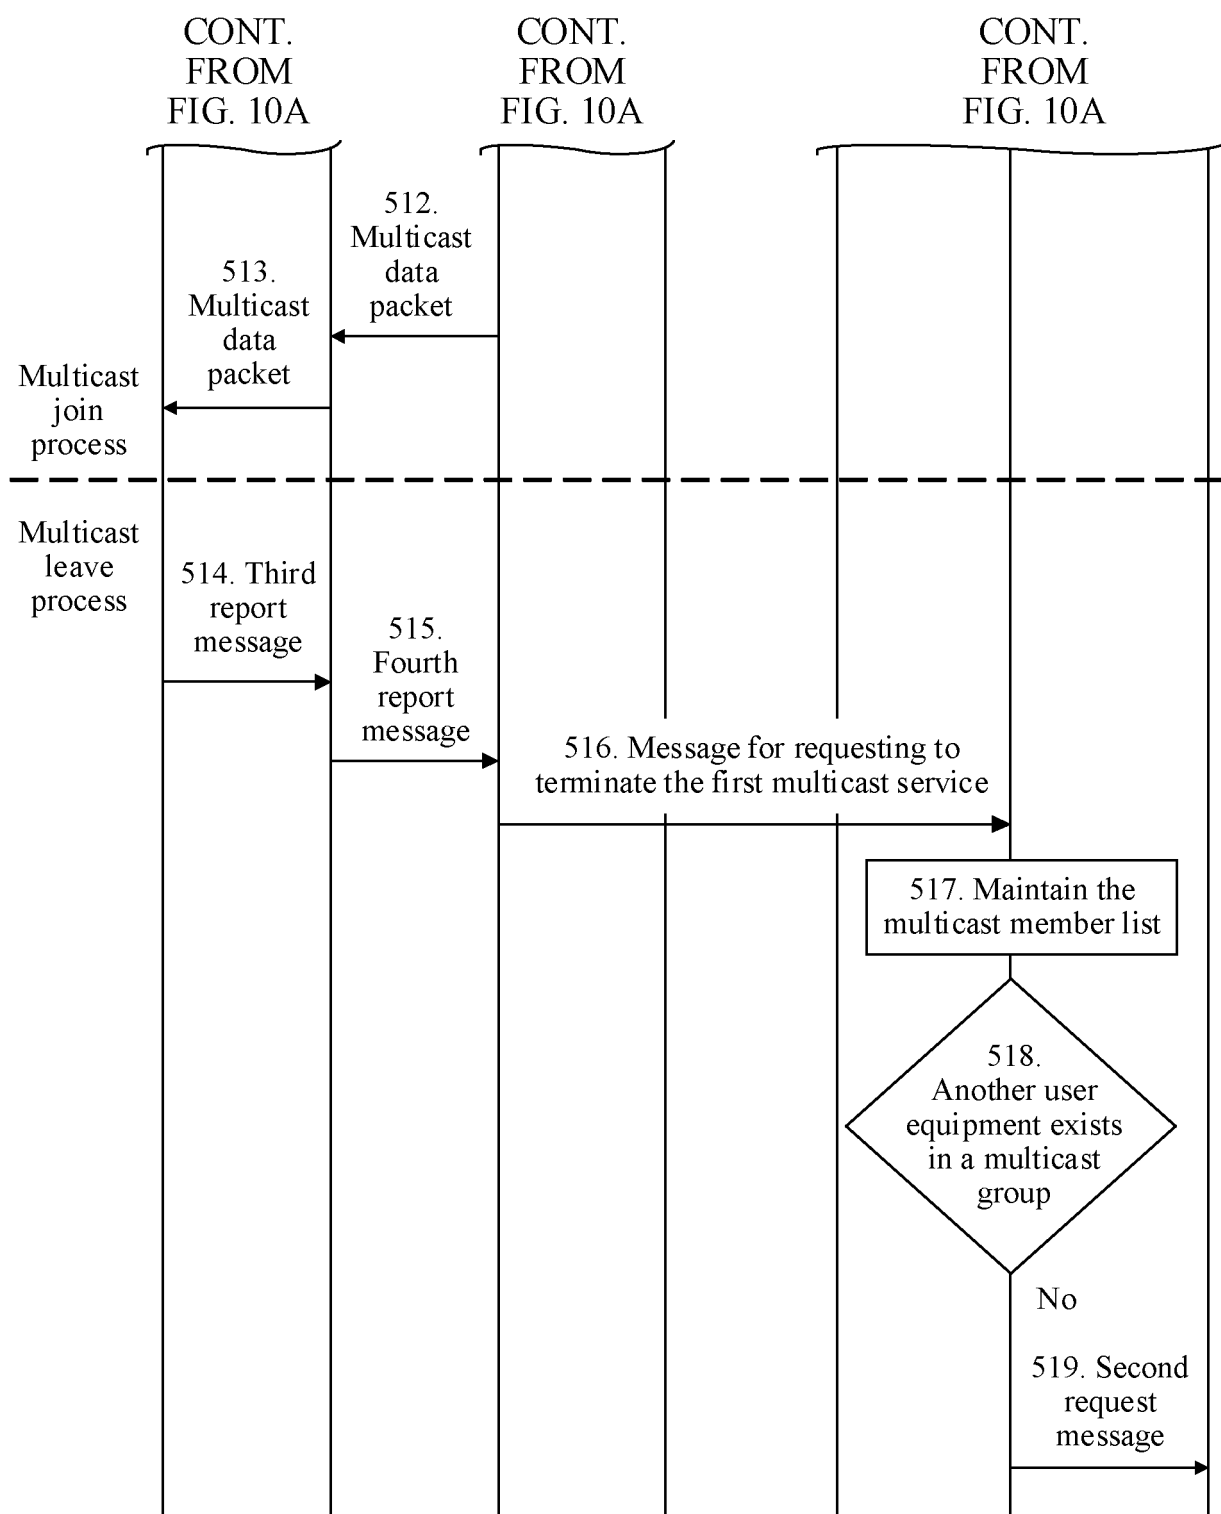 CONT.
FROM
FIG. 10A
CONT.
FROM
FIG. 10A
CONT.
FROM
FIG. 10A
512.
Multicast
data
packet
513.
Multicast
data
packet
Multicast
join
process
Multicast
leave
process
514. Third
report
message
515.
Fourth
report
message
516. Message for requesting to
terminate the first multicast service
517. Maintain the
multicast member list
518.
Another user
equipment exists
in a multicast
group
No
519. Second
request
message